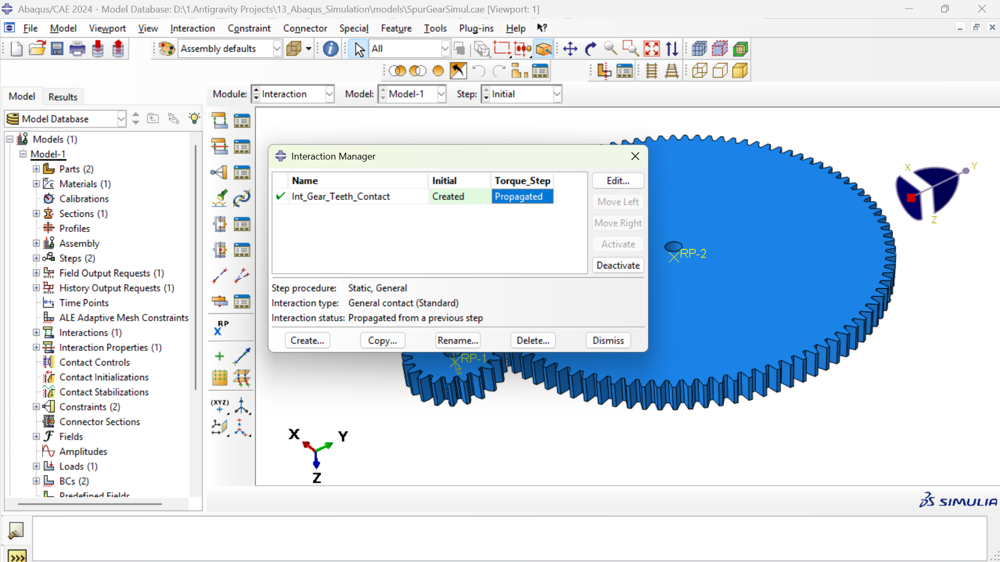 Abaqus/CAE 2024 - Model Database: D:\1.Antigravity Projects\13_Abaqus_Simulation\models\SpurGearSimul.cae [Viewport: 1]
File Model Viewport View Interaction Constraint Connector Special Feature Tools Plug-ins Help
Assembly defaults All
Model Results
Module: Interaction Model: Model-1 Step: Initial
Model Database
Models (1)
Model-1
Parts (2)
Materials (1)
Calibrations
Sections (1)
Profiles
Assembly
Steps (2)
Field Output Requests (1)
History Output Requests (1)
Time Points
ALE Adaptive Mesh Constraints
Interactions (1)
Interaction Properties (1)
Contact Controls
Contact Initializations
Contact Stabilizations
Constraints (2)
Connector Sections
Fields
Amplitudes
Loads (1)
BCs (2)
Predefined Fields
RP
(XYZ)
Interaction Manager
Name Initial Torque_Step
Int_Gear_Teeth_Contact Created Propagated
Edit...
Move Left
Move Right
Activate
Deactivate
Step procedure: Static, General
Interaction type: General contact (Standard)
Interaction status: Propagated from a previous step
Create... Copy... Rename... Delete... Dismiss
RP-2
RP-1
Z
X Y
Z
X Y
Z
SIMULIA
>>>